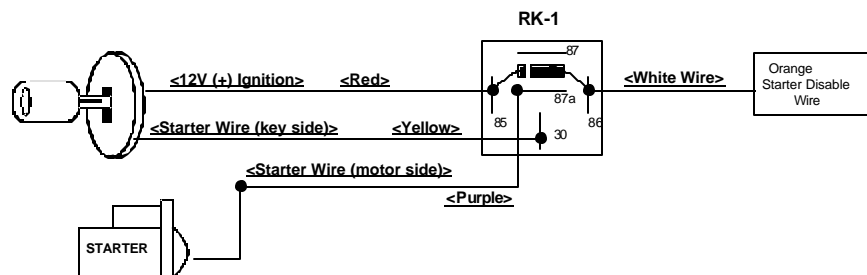 RK-1
87
<12V (+) Ignition> <Red>
<White Wire>
Orange
Starter Disable
Wire
87a
85
86
<Starter Wire (key side)> <Yellow>
30
<Starter Wire (motor side)>
<Purple>
STARTER